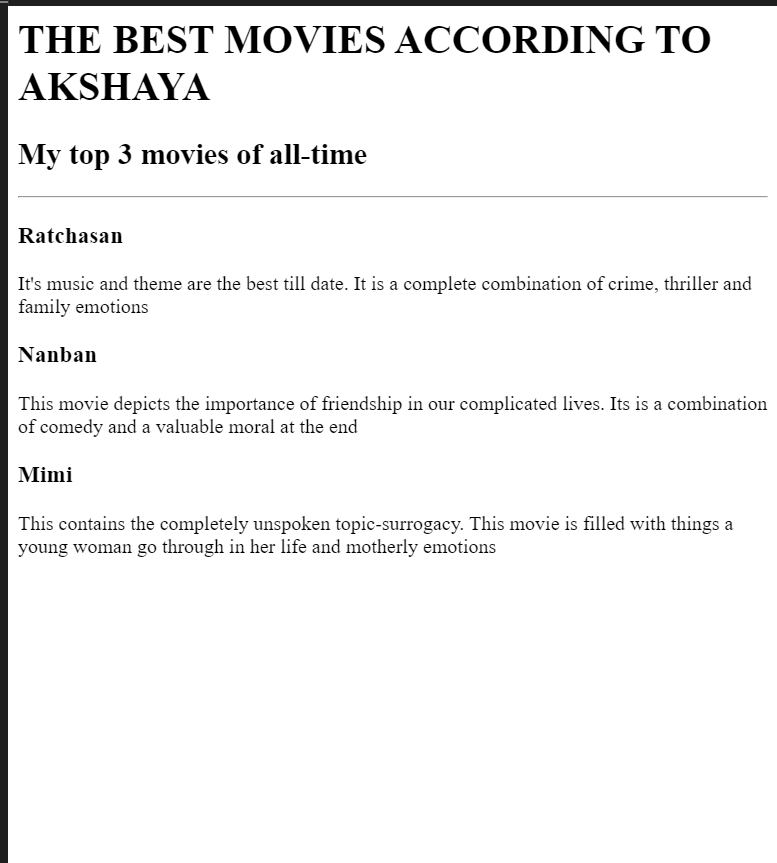 THE BEST MOVIES ACCORDING TO
AKSHAYA
My top 3 movies of all-time
Ratchasan
It's music and theme are the best till date. It is a complete combination of crime, thriller and
family emotions
Nanban
This movie depicts the importance of friendship in our complicated lives. Its is a combination
of comedy and a valuable moral at the end
Mimi
This contains the completely unspoken topic-surrogacy. This movie is filled with things a
young woman go through in her life and motherly emotions